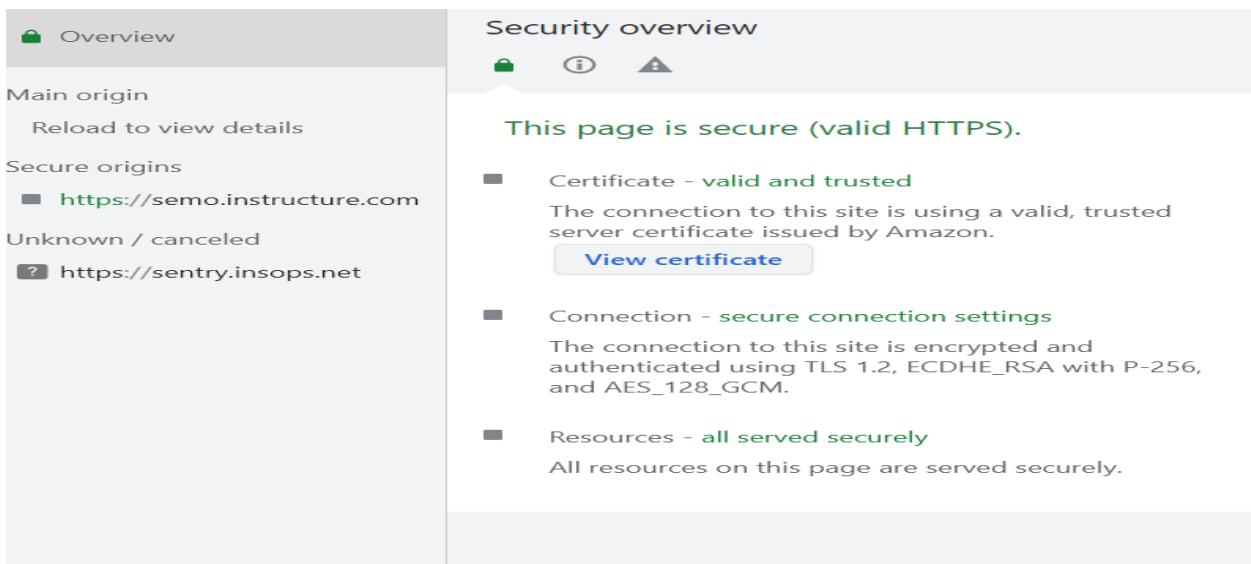 Overview
Main origin
Reload to view details
Secure origins
https://semo.instructure.com
Unknown / canceled
? https://sentry.insops.net
Security overview
This page is secure (valid HTTPS).
Certificate - valid and trusted
The connection to this site is using a valid, trusted
server certificate issued by Amazon.
View certificate
Connection - secure connection settings
The connection to this site is encrypted and
authenticated using TLS 1.2, ECDHE_RSA with P-256,
and AES_128_GCM.
Resources - all served securely
All resources on this page are served securely.